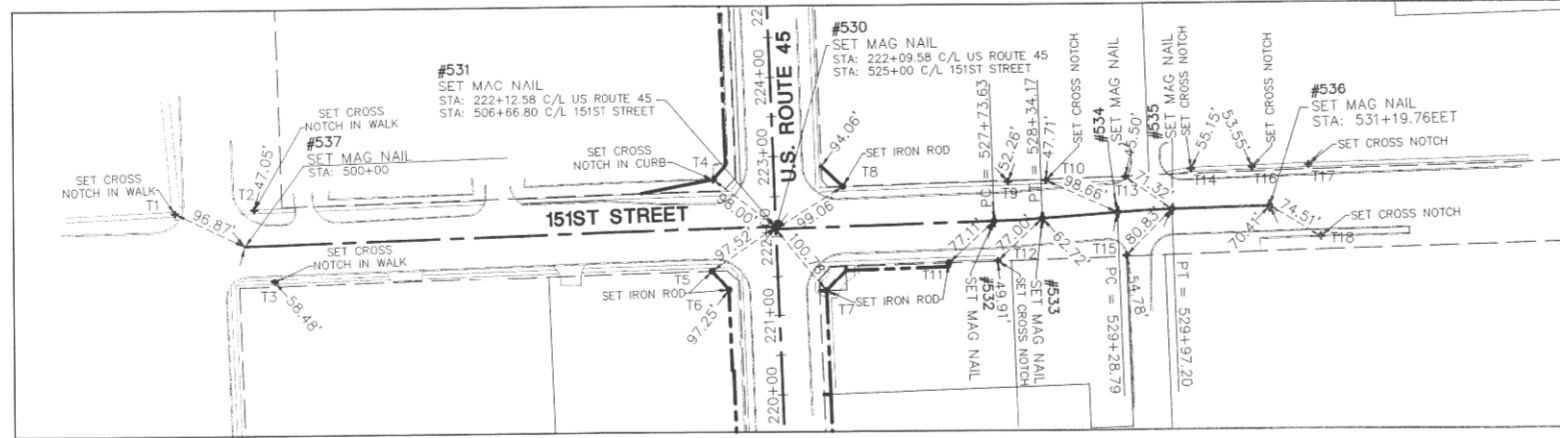 #531
SET MAG NAIL
STA: 222+12.58 C/L US ROUTE 45
STA: 506+66.80 C/L 151ST STREET
#530
SET MAG NAIL
STA: 222+09.58 C/L US ROUTE 45
STA: 525+00 C/L 151ST STREET
#537
SET MAG NAIL
STA: 500+00
#536
SET MAG NAIL
STA: 531+19.76EET
SET CROSS
NOTCH IN WALK
T1
96.87'
SET CROSS
NOTCH IN WALK
T2
47.05'
SET CROSS
NOTCH IN WALK
T3
58.48'
151ST STREET
SET CROSS
NOTCH IN CURB
T4
98.00'
97.52'
T5
SET IRON ROD
T6
97.25'
U.S. ROUTE 45
224+00
223+00
221+00
220+00
94.06'
SET IRON ROD
T8
99.06'
100.78'
SET IRON ROD
T7
T9
52.26'
PC = 527+73.63
PT = 528+34.17
47.71'
SET CROSS NOTCH
T10
98.66'
#534
SET MAG NAIL
T13
45.50'
71.32'
#535
SET MAG NAIL
SET CROSS NOTCH
T14
55.15'
53.55'
SET CROSS NOTCH
T16
SET CROSS NOTCH
T17
77.11'
T11
#532
SET MAG NAIL
77.00'
T12
49.91'
SET CROSS NOTCH
#533
SET MAG NAIL
62.72'
T15
80.83'
54.78'
PC = 529+28.79
PT = 529+97.20
70.41'
74.51'
SET CROSS NOTCH
T18